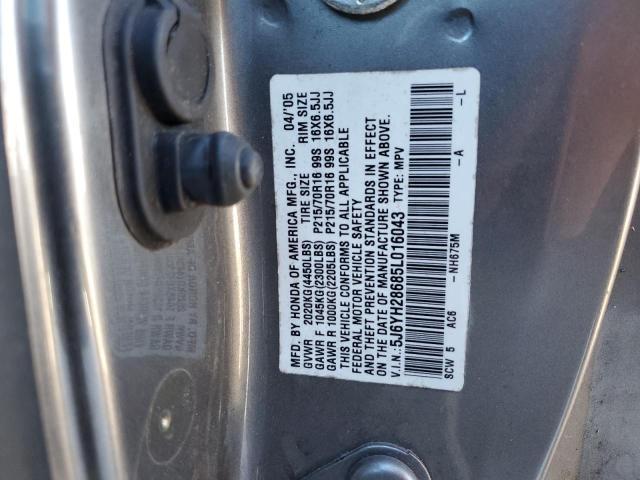 MFD. BY HONDA OF AMERICA MFG., INC. 04/'05
GVWR 2020KG(4450LBS) TIRE SIZE RIM SIZE
GAWR F 1045KG(2300LBS) P215/70R16 99S 16X6.5JJ
GAWR R 1000KG(2205LBS) P215/70R16 99S 16X6.5JJ
THIS VEHICLE CONFORMS TO ALL APPLICABLE
FEDERAL MOTOR VEHICLE SAFETY
AND THEFT PREVENTION STANDARDS IN EFFECT
ON THE DATE OF MANUFACTURE SHOWN ABOVE.
V.I.N.: 5J6YH28685L016043 TYPE: MPV
SCW 5 AC6 -NH675M -A -L